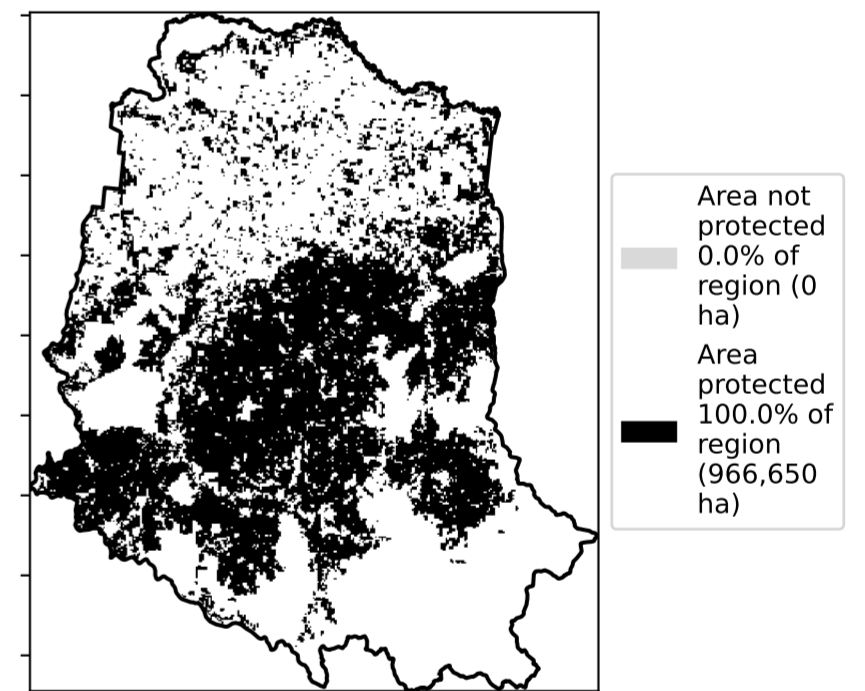 Area not
protected
0.0% of
region (0
ha)
Area
protected
100.0% of
region
(966,650
ha)